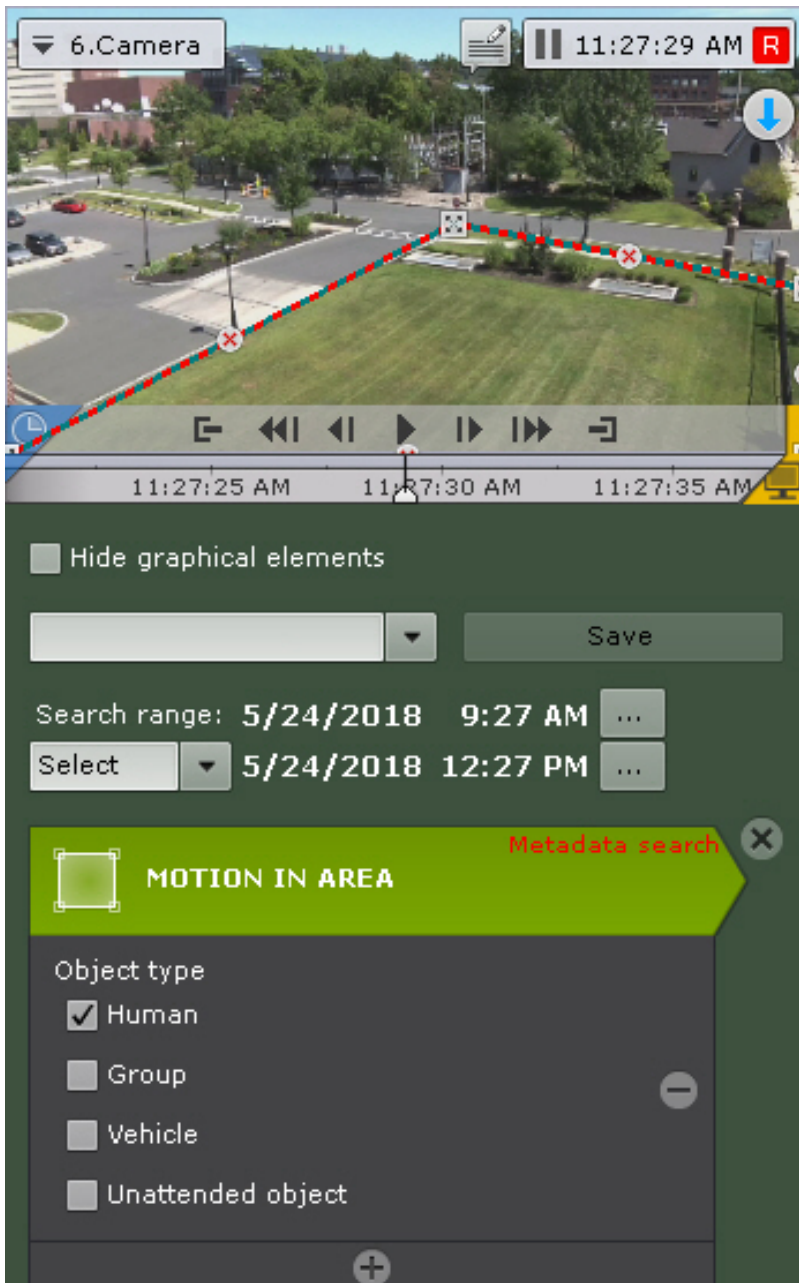 6.Camera
11:27:29 AM R
11:27:25 AM 11:27:30 AM 11:27:35 AM
Hide graphical elements
Save
Search range: 5/24/2018 9:27 AM ...
Select 5/24/2018 12:27 PM ...
Metadata search
MOTION IN AREA
Object type
Human
Group
Vehicle
Unattended object